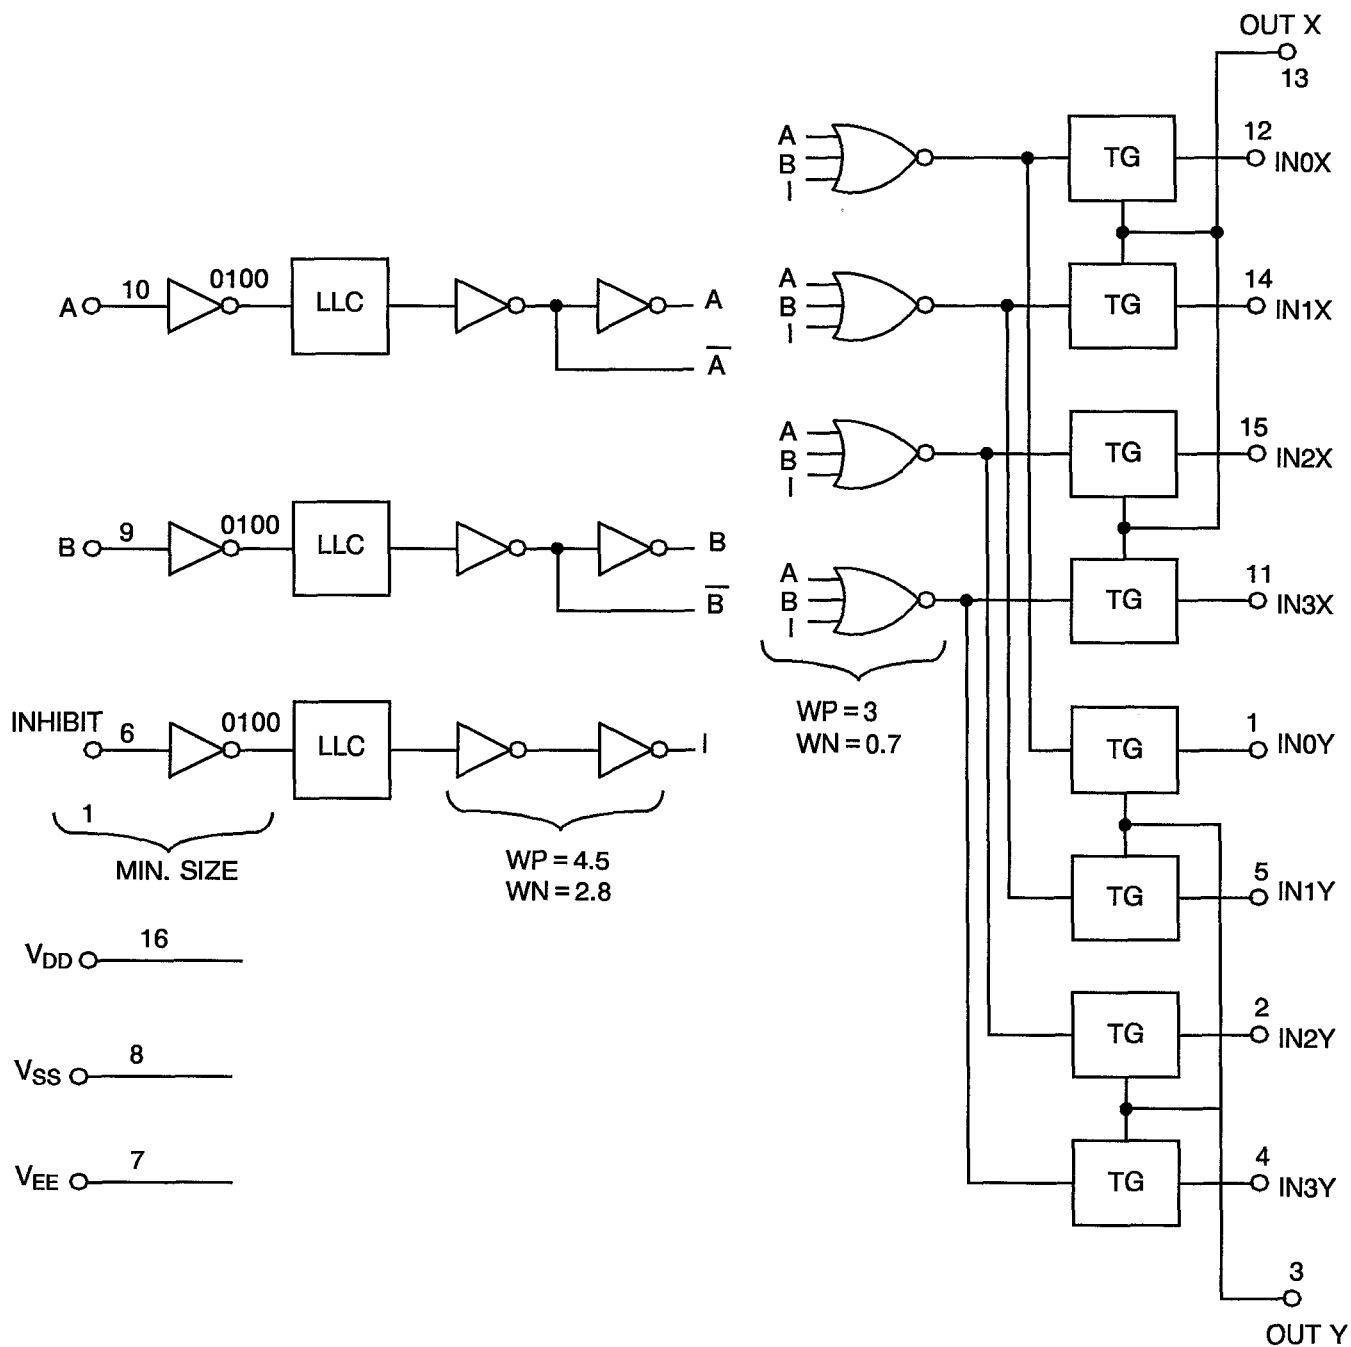 OUT X
13
A
B
I
TG
12
IN0X
A
10
0100
LLC
A
A
A
B
I
TG
14
IN1X
A
B
I
TG
15
IN2X
B
9
0100
LLC
B
B
A
B
I
TG
11
IN3X
WP = 3
WN = 0.7
INHIBIT
6
0100
LLC
I
1
MIN. SIZE
WP = 4.5
WN = 2.8
TG
1
IN0Y
TG
5
IN1Y
VDD
16
TG
2
IN2Y
VSS
8
VEE
7
TG
4
IN3Y
3
OUT Y